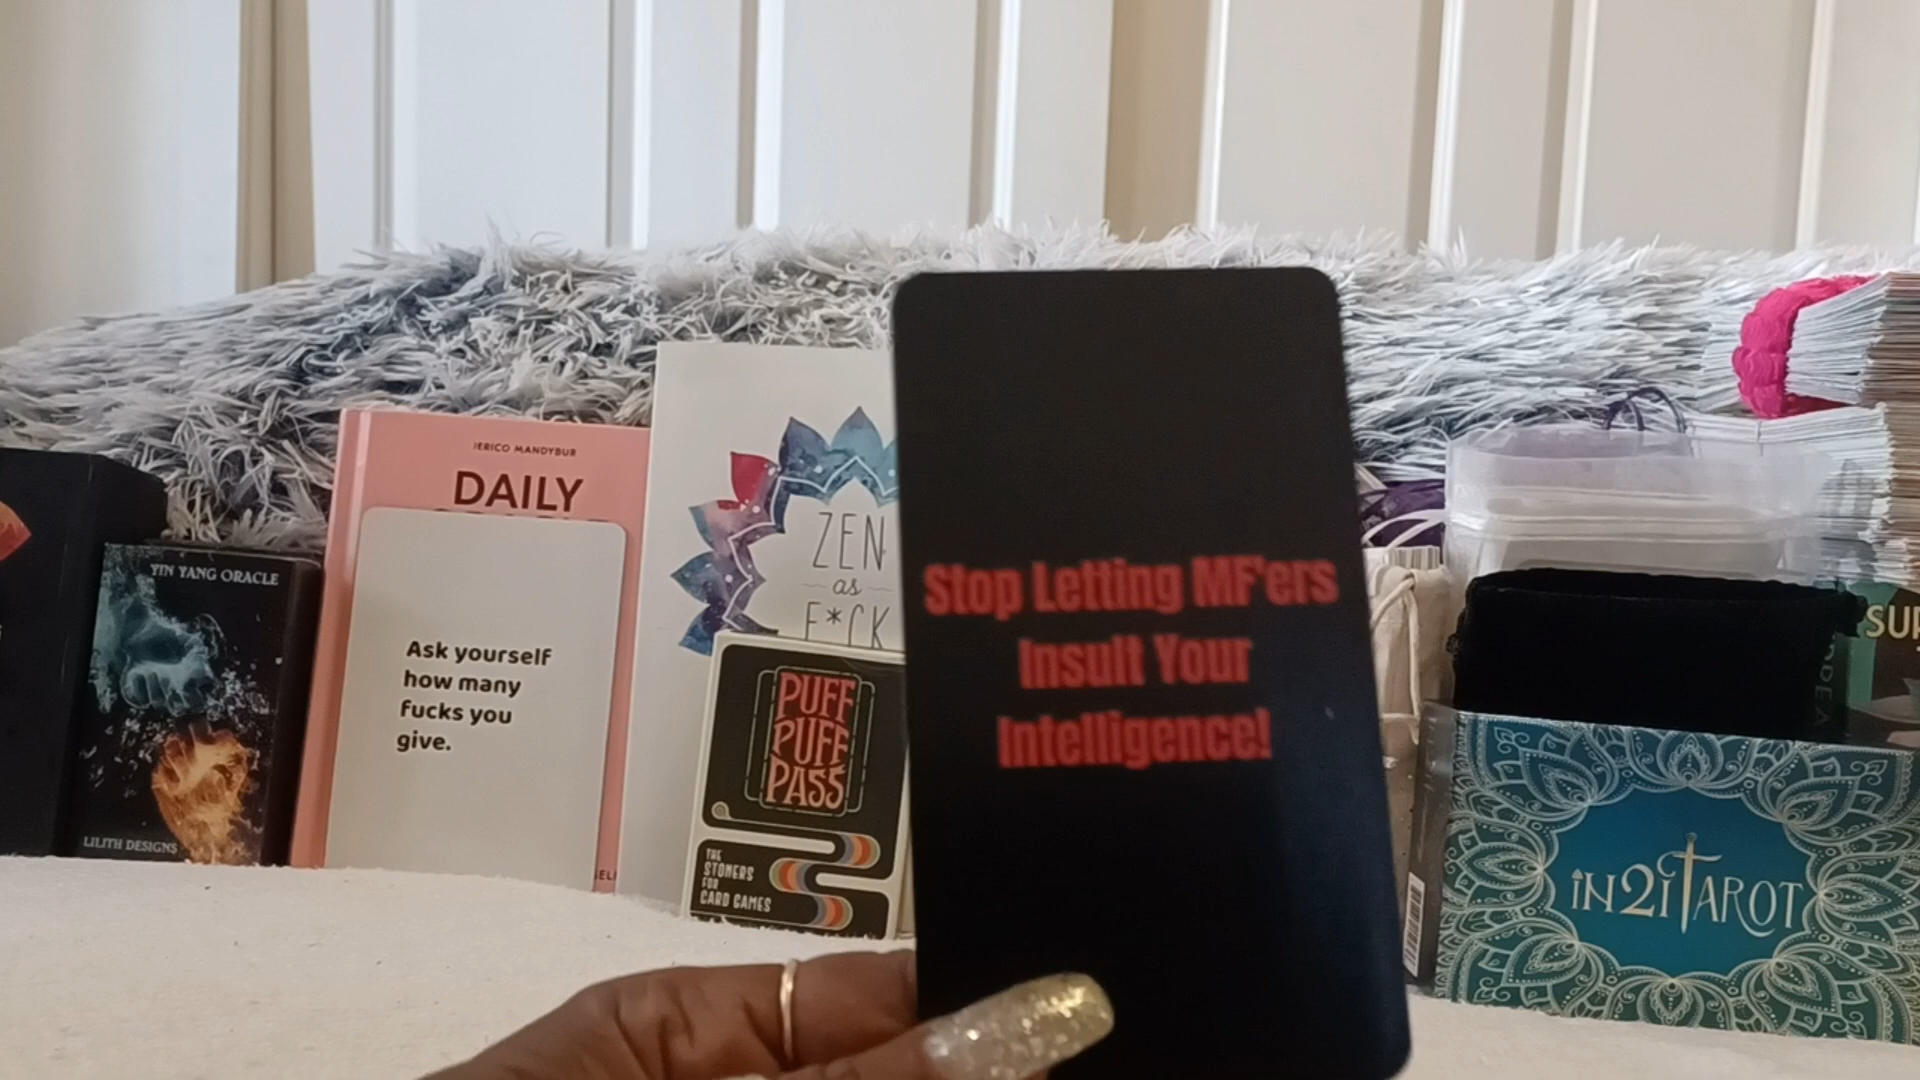 YIN YANG ORACLE
LILITH DESIGNS
JERICO MANDYBUR
DAILY
Ask yourself
how many
fucks you
give.
ZEN
as
F*CK
PUFF
PUFF
PASS
THE
STONERS
FOR
CARD GAMES
Stop Letting MF'ers
Insult Your
Intelligence!
iN2iTAROT